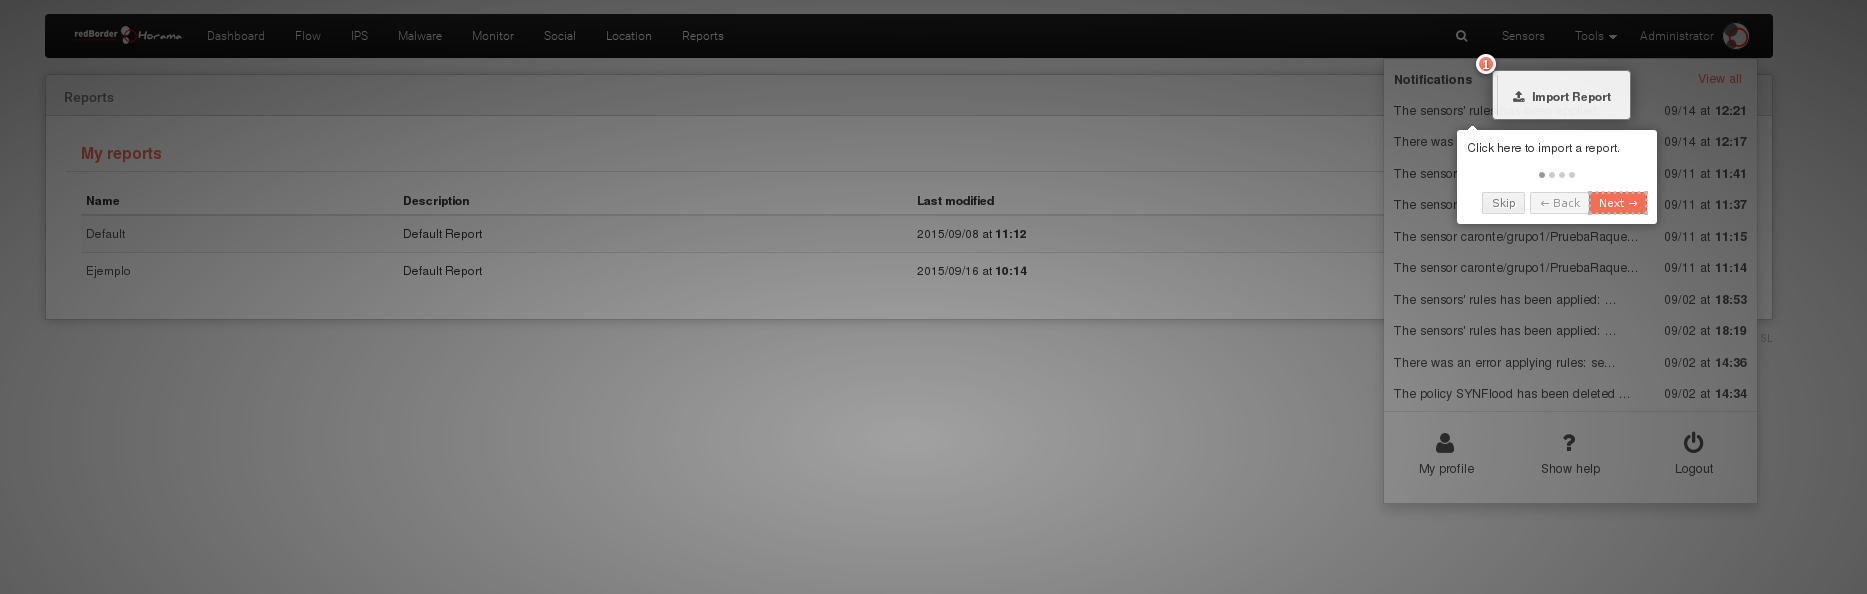 redBorder Horama Dashboard Flow IPS Malware Monitor Social Location Reports Sensors Tools Administrator
Reports
My reports
Name Description Last modified
Default Default Report 2015/09/08 at 11:12
Ejemplo Default Report 2015/09/16 at 10:14
Notifications View all
1
Import Report
Click here to import a report.
Skip ← Back Next →
The sensors' rules 09/14 at 12:21
There was 09/14 at 12:17
The sensor 09/11 at 11:41
The sensor 09/11 at 11:37
The sensor caronte/grupo1/PruebaRaque... 09/11 at 11:15
The sensor caronte/grupo1/PruebaRaque... 09/11 at 11:14
The sensors' rules has been applied: ... 09/02 at 18:53
The sensors' rules has been applied: ... 09/02 at 18:19
There was an error applying rules: se... 09/02 at 14:36
The policy SYNFlood has been deleted ... 09/02 at 14:34
My profile ? Show help Logout
SL